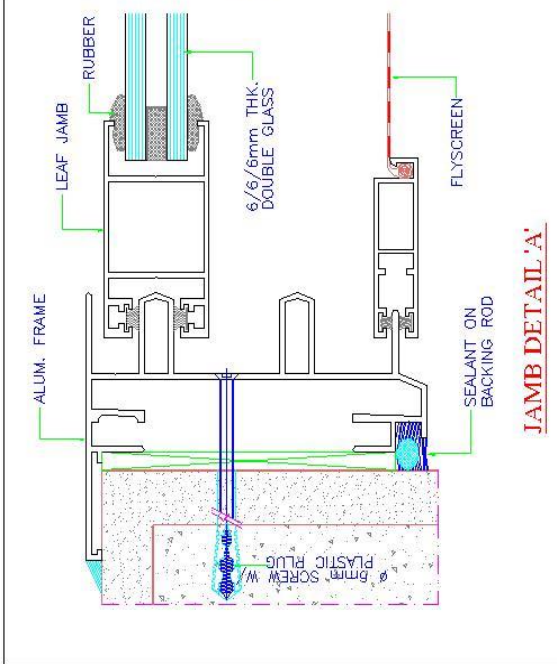 ALUM. FRAME
LEAF JAMB
RUBBER
6/6/6mm THK.
DOUBLE GLASS
FLYSCREEN
SEALANT ON
BACKING ROD
ø 6mm SCREW W/
PLASTIC RLUG
JAMB DETAIL 'A'